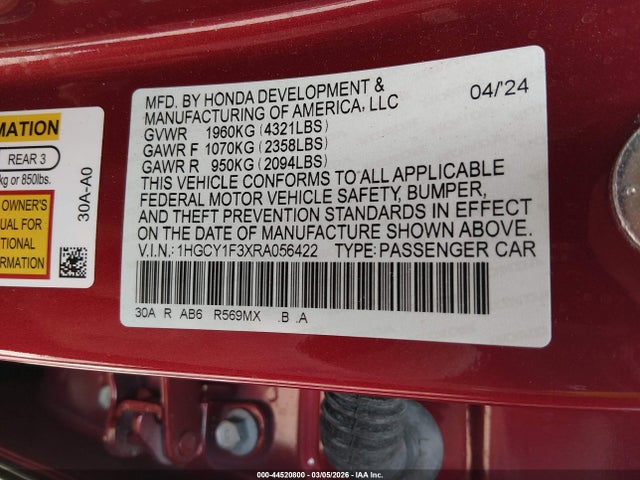 MFD. BY HONDA DEVELOPMENT &
MANUFACTURING OF AMERICA, LLC
04/'24
GVWR 1960KG(4321LBS)
GAWR F 1070KG(2358LBS)
GAWR R 950KG(2094LBS)
THIS VEHICLE CONFORMS TO ALL APPLICABLE
FEDERAL MOTOR VEHICLE SAFETY, BUMPER,
AND THEFT PREVENTION STANDARDS IN EFFECT
ON THE DATE OF MANUFACTURE SHOWN ABOVE.
V.I.N.:1HGCY1F3XRA056422 TYPE:PASSENGER CAR
30A R AB6 R569MX .B .A
MATION
REAR 3
kg or 850lbs.
OWNER'S
UAL FOR
TIONAL
ORMATION
30A-A0
000-44520800 - 03/05/2026 - IAA Inc.